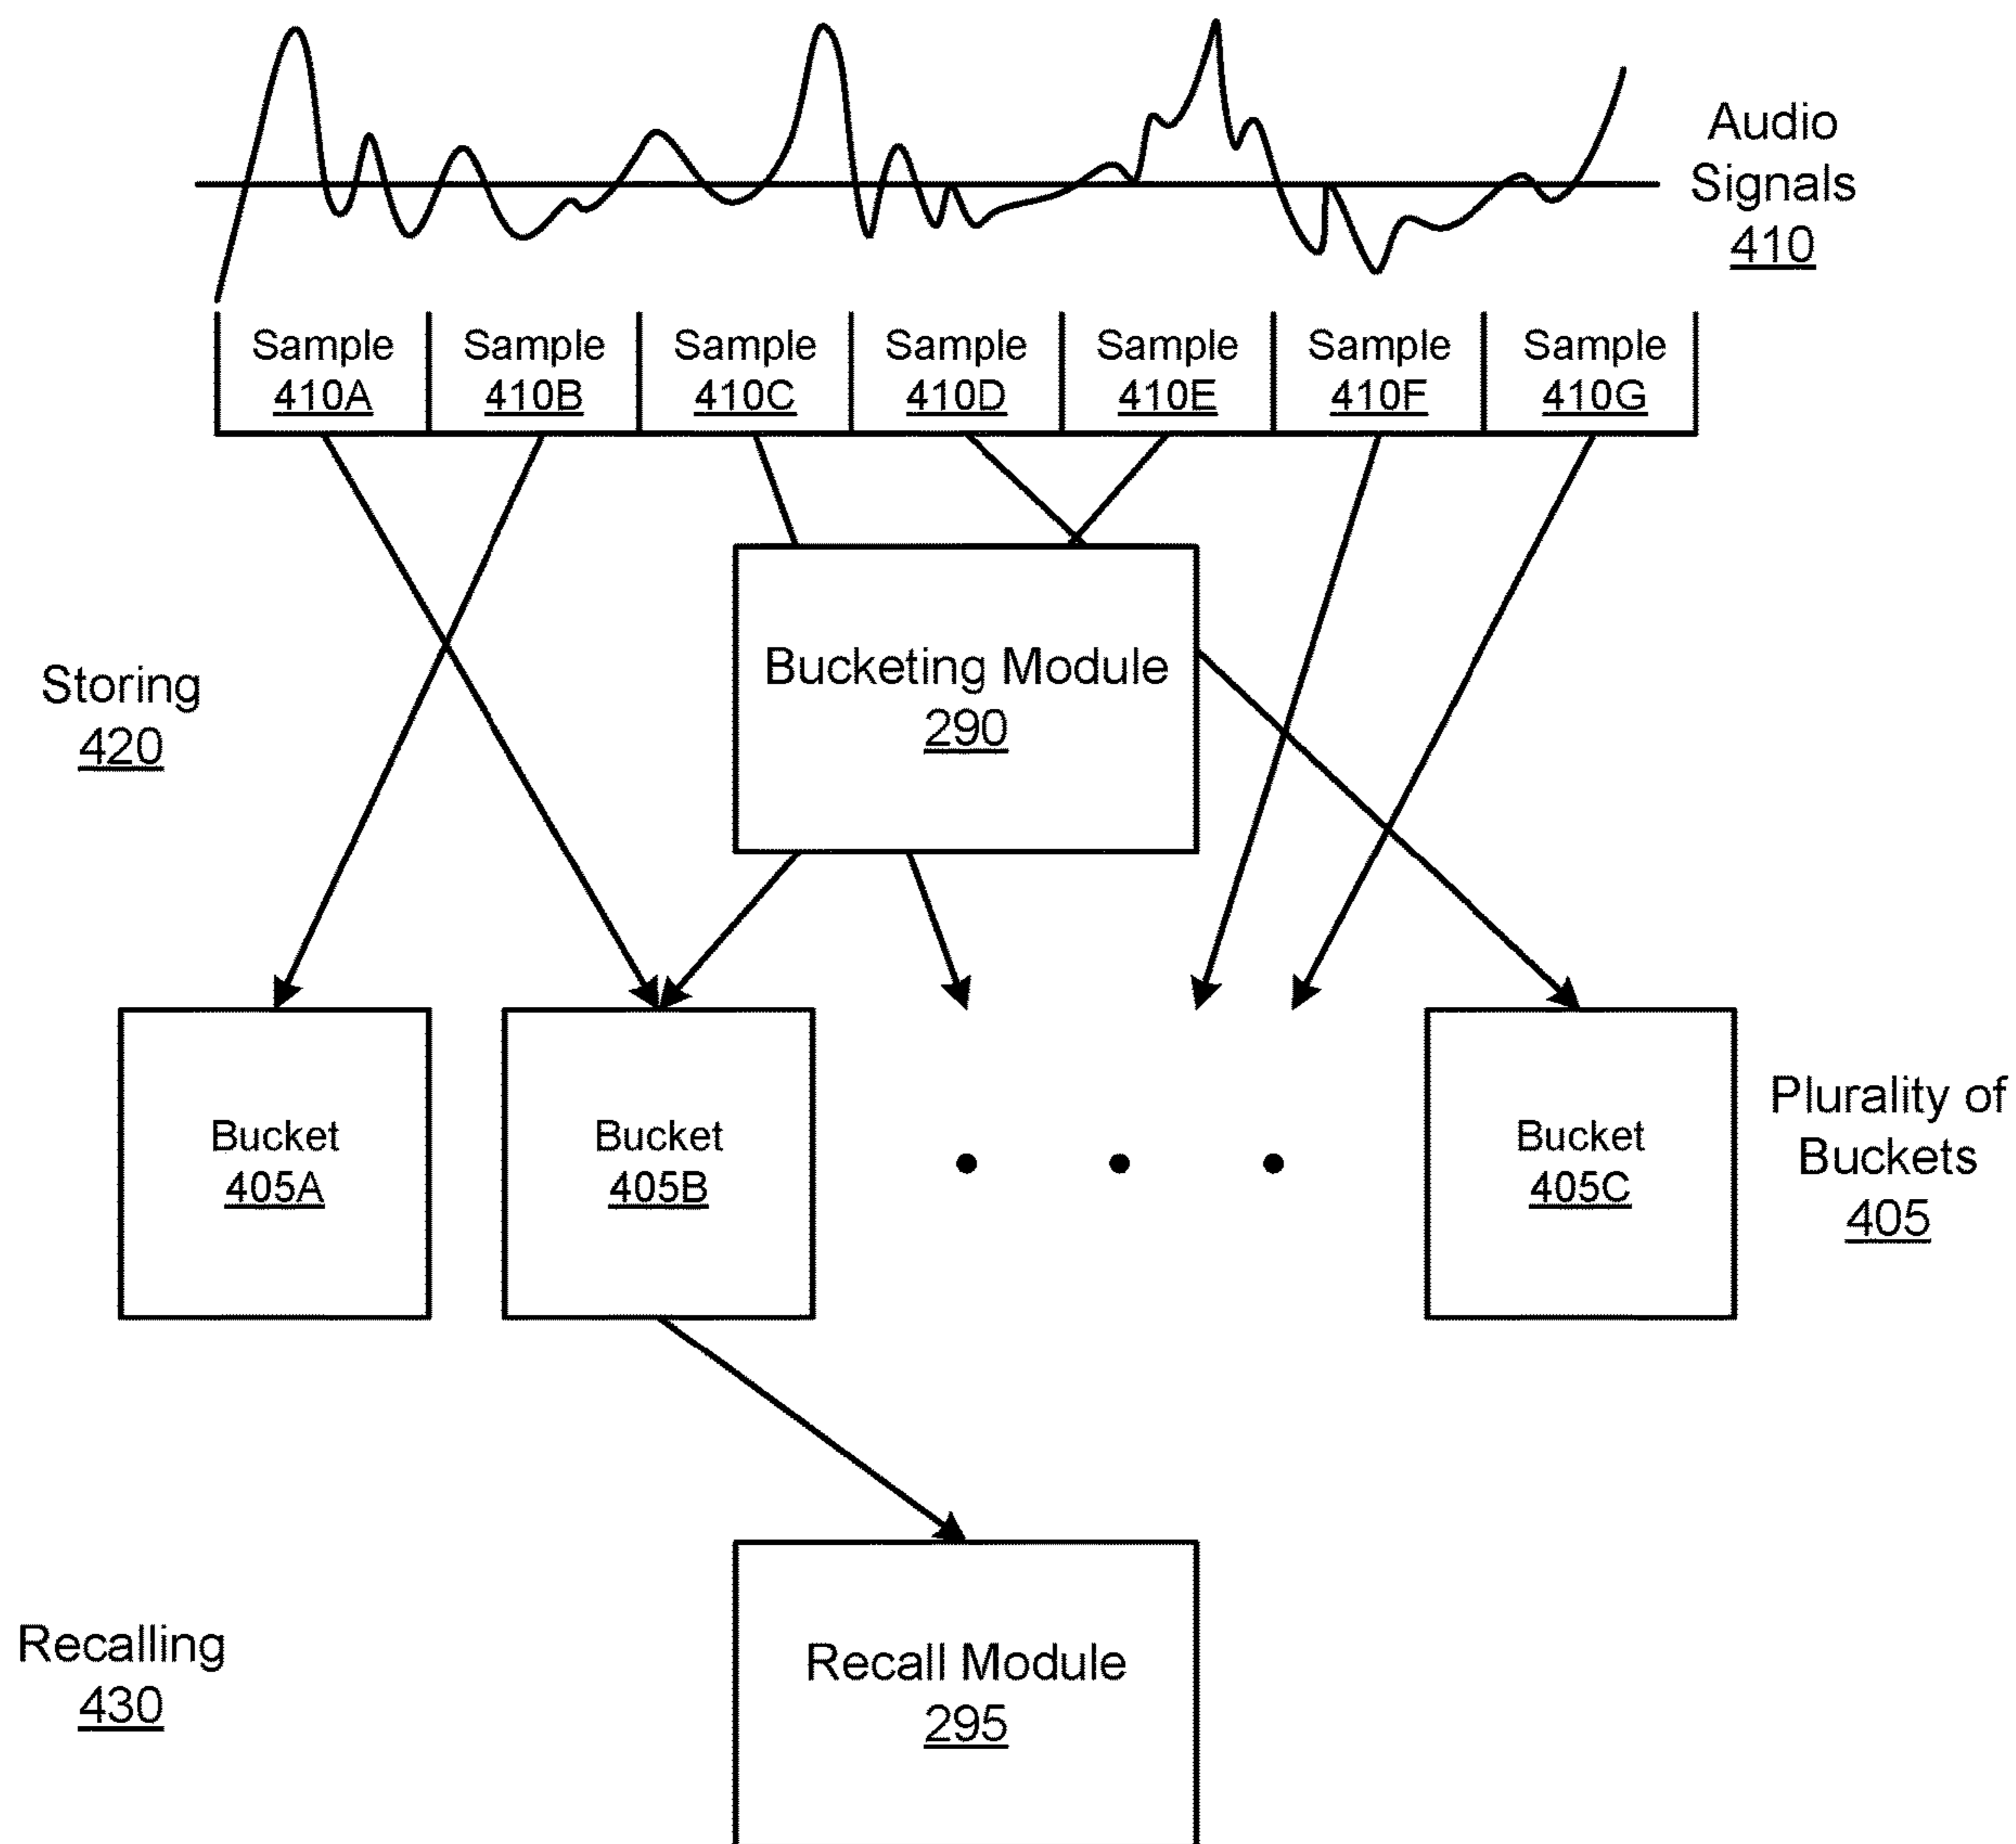 Audio
Signals
410
Sample
410A
Sample
410B
Sample
410C
Sample
410D
Sample
410E
Sample
410F
Sample
410G
Storing
420
Bucketing Module
290
Bucket
405A
Bucket
405B
Bucket
405C
Plurality of
Buckets
405
Recalling
430
Recall Module
295